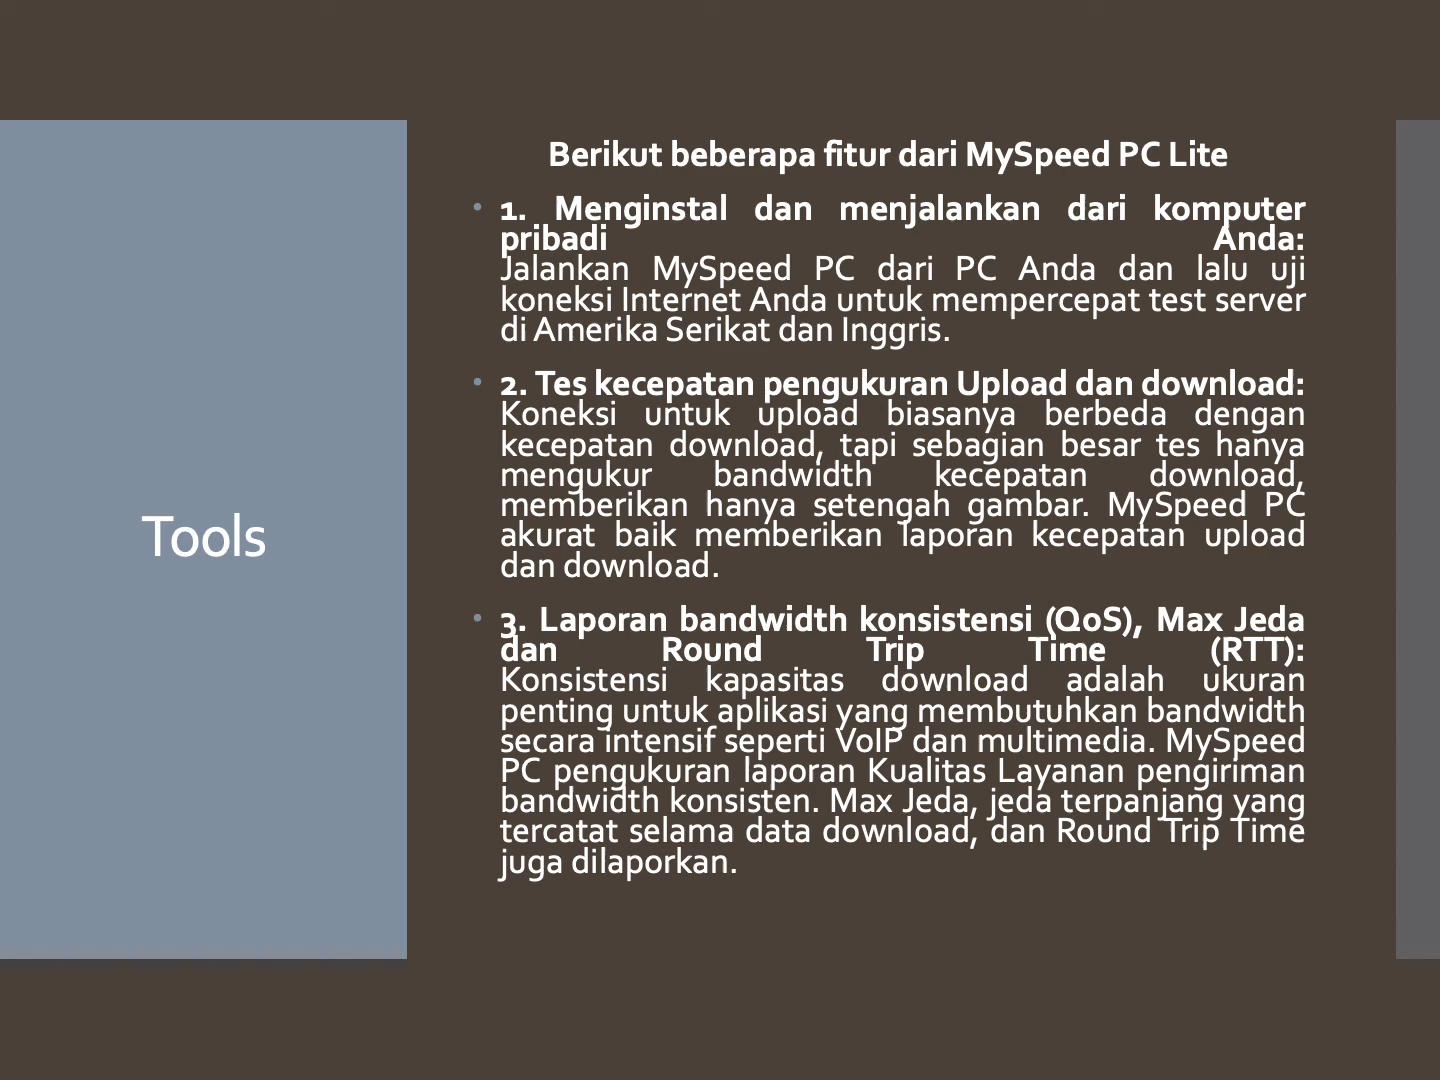 Tools
Berikut beberapa fitur dari MySpeed PC Lite
• 1. Menginstal dan menjalankan dari komputer
pribadi Anda:
Jalankan MySpeed PC dari PC Anda dan lalu uji
koneksi Internet Anda untuk mempercepat test server
di Amerika Serikat dan Inggris.
• 2. Tes kecepatan pengukuran Upload dan download:
Koneksi untuk upload biasanya berbeda dengan
kecepatan download, tapi sebagian besar tes hanya
mengukur bandwidth kecepatan download,
memberikan hanya setengah gambar. MySpeed PC
akurat baik memberikan laporan kecepatan upload
dan download.
• 3. Laporan bandwidth konsistensi (QoS), Max Jeda
dan Round Trip Time (RTT):
Konsistensi kapasitas download adalah ukuran
penting untuk aplikasi yang membutuhkan bandwidth
secara intensif seperti VoIP dan multimedia. MySpeed
PC pengukuran laporan Kualitas Layanan pengiriman
bandwidth konsisten. Max Jeda, jeda terpanjang yang
tercatat selama data download, dan Round Trip Time
juga dilaporkan.